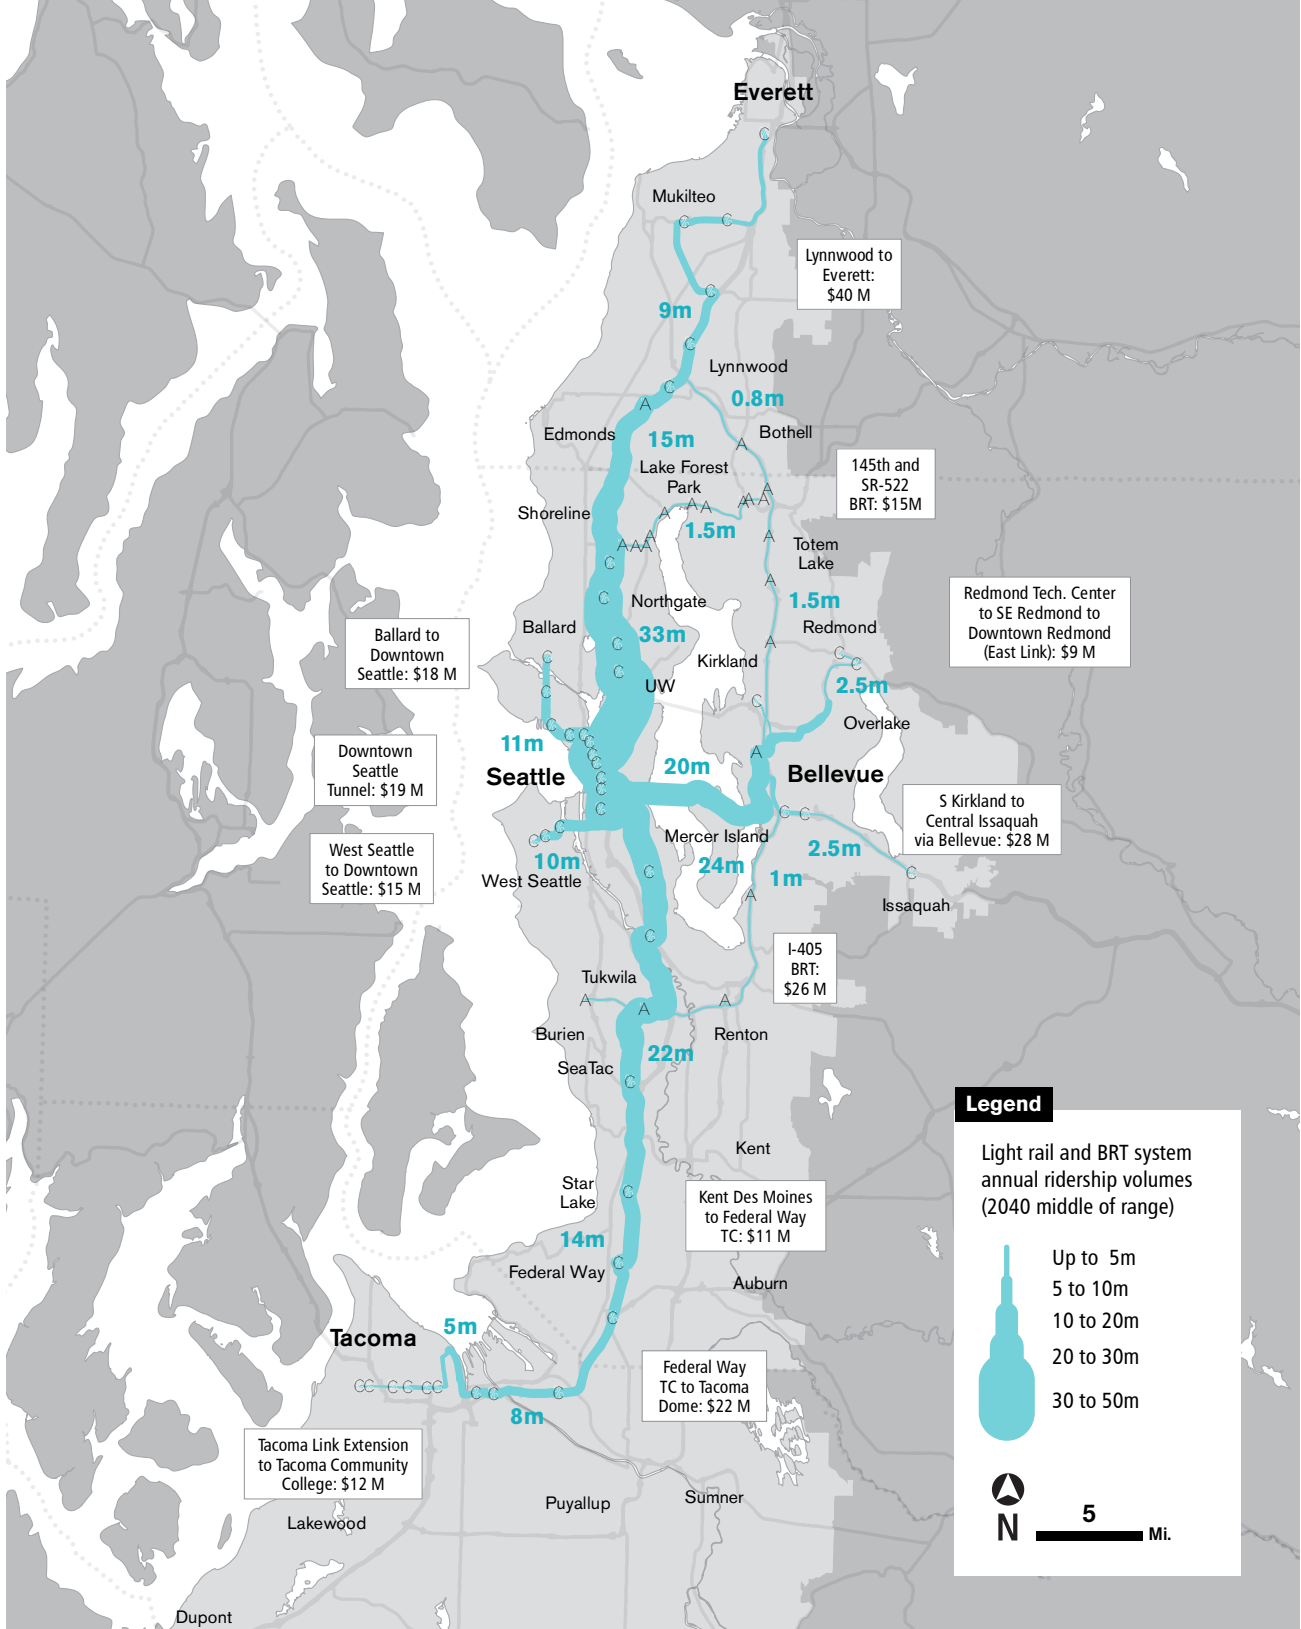 Everett
Mukilteo
Lynnwood to
Everett:
$40 M
9m
Lynnwood
0.8m
Edmonds
15m
Bothell
Lake Forest
Park
145th and
SR-522
BRT: $15M
Shoreline
1.5m
Totem
Lake
Northgate
1.5m
Redmond Tech. Center
to SE Redmond to
Downtown Redmond
(East Link): $9 M
Ballard to
Downtown
Seattle: $18 M
Ballard
33m
Redmond
Kirkland
UW
2.5m
Overlake
11m
Downtown
Seattle
Tunnel: $19 M
Seattle
20m
Bellevue
S Kirkland to
Central Issaquah
via Bellevue: $28 M
Mercer Island
West Seattle
to Downtown
Seattle: $15 M
10m
24m
2.5m
West Seattle
1m
Issaquah
I-405
BRT:
$26 M
Tukwila
Burien
Renton
22m
SeaTac
Kent
Star
Lake
Kent Des Moines
to Federal Way
TC: $11 M
14m
Federal Way
Auburn
5m
Tacoma
Federal Way
TC to Tacoma
Dome: $22 M
8m
Tacoma Link Extension
to Tacoma Community
College: $12 M
Puyallup
Sumner
Lakewood
Dupont
Legend
Light rail and BRT system
annual ridership volumes
(2040 middle of range)
Up to 5m
5 to 10m
10 to 20m
20 to 30m
30 to 50m
N
5
Mi.